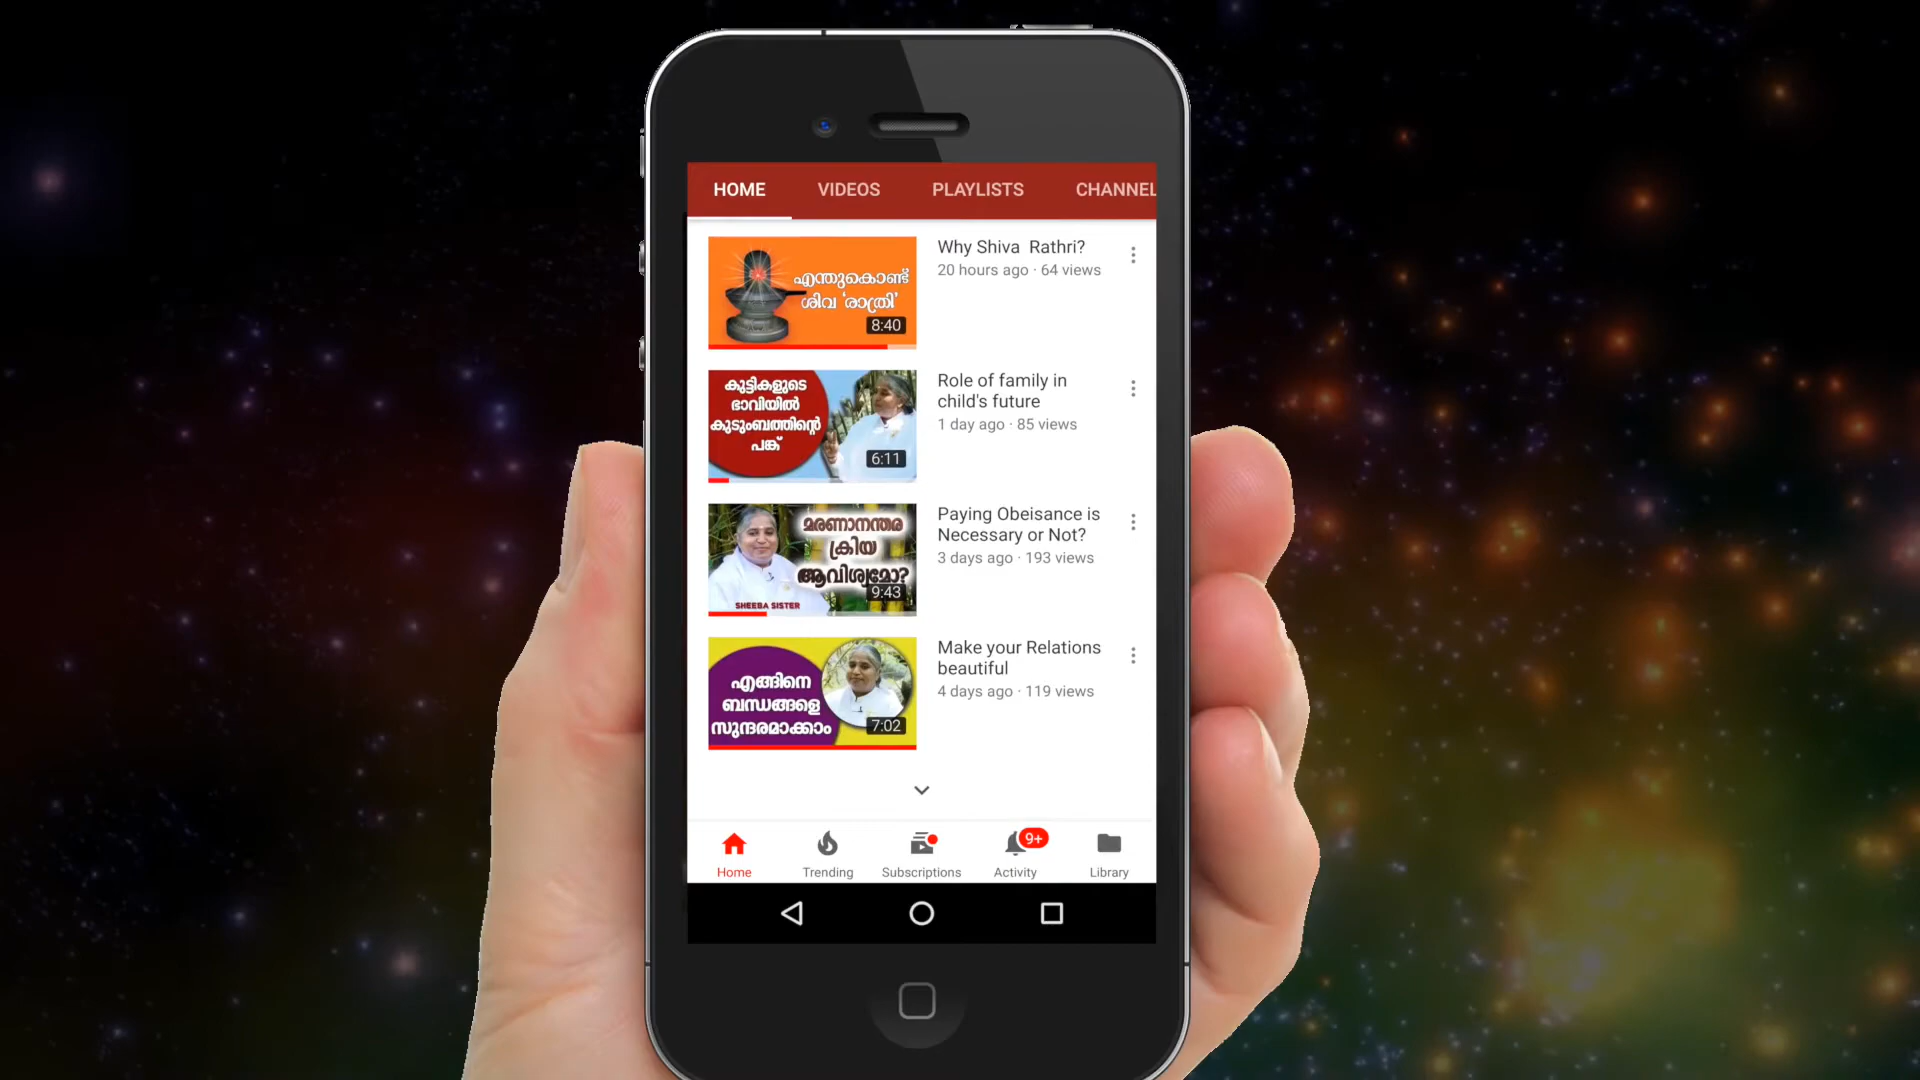 HOME VIDEOS PLAYLISTS CHANNEL
എന്തുകൊണ്ട്
ശിവ ‘രാത്രി’
8:40
Why Shiva Rathri?
20 hours ago · 64 views
കുട്ടികളുടെ
ഭാവിയിൽ
കുടുംബത്തിന്റെ
പങ്ക്
6:11
Role of family in
child's future
1 day ago · 85 views
മരണാനന്തര
ക്രിയ
ആവിശ്യമോ?
9:43
SHEEBA SISTER
Paying Obeisance is
Necessary or Not?
3 days ago · 193 views
എങ്ങിനെ
ബന്ധങ്ങളെ
സുന്ദരമാക്കാം
7:02
Make your Relations
beautiful
4 days ago · 119 views
9+
Home Trending Subscriptions Activity Library